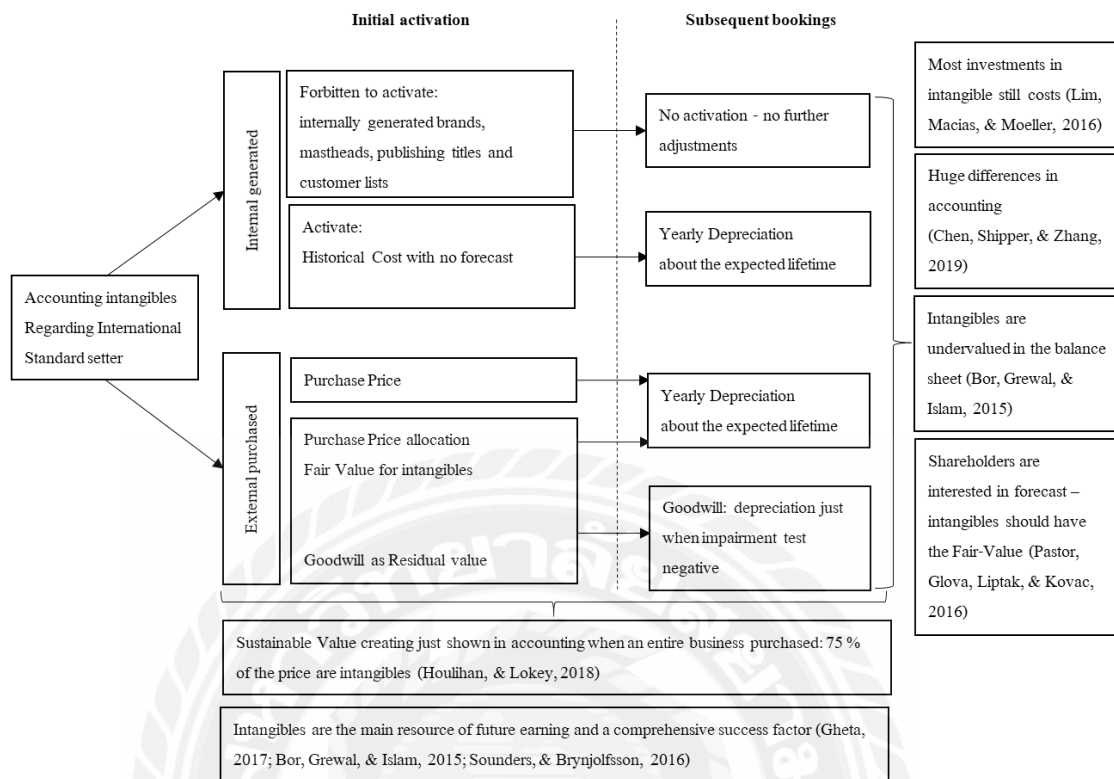 Initial activation
Subsequent bookings
Accounting intangibles
Regarding International
Standard setter
Internal generated
Forbitten to activate:
internally generated brands,
mastheads, publishing titles and
customer lists
No activation - no further
adjustments
Activate:
Historical Cost with no forecast
Yearly Depreciation
about the expected lifetime
External purchased
Purchase Price
Purchase Price allocation
Fair Value for intangibles
Goodwill as Residual value
Yearly Depreciation
about the expected lifetime
Goodwill: depreciation just
when impairment test
negative
Most investments in
intangible still costs (Lim,
Macias, & Moeller, 2016)
Huge differences in
accounting
(Chen, Shipper, & Zhang,
2019)
Intangibles are
undervalued in the balance
sheet (Bor, Grewal, &
Islam, 2015)
Shareholders are
interested in forecast –
intangibles should have
the Fair-Value (Pastor,
Glova, Liptak, & Kovac,
2016)
Sustainable Value creating just shown in accounting when an entire business purchased: 75 %
of the price are intangibles (Houlihan, & Lokey, 2018)
Intangibles are the main resource of future earning and a comprehensive success factor (Gheta,
2017; Bor, Grewal, & Islam, 2015; Sounders, & Brynjolfsson, 2016)